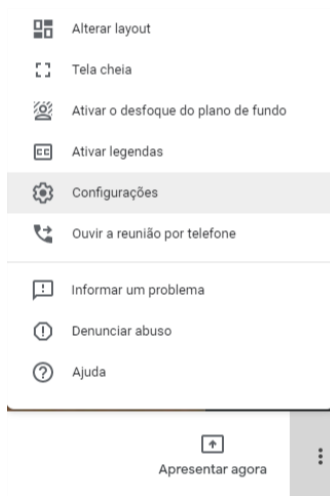 Alterar layout
Tela cheia
Ativar o desfoque do plano de fundo
Ativar legendas
Configurações
Ouvir a reunião por telefone
Informar um problema
Denunciar abuso
Ajuda
Apresentar agora